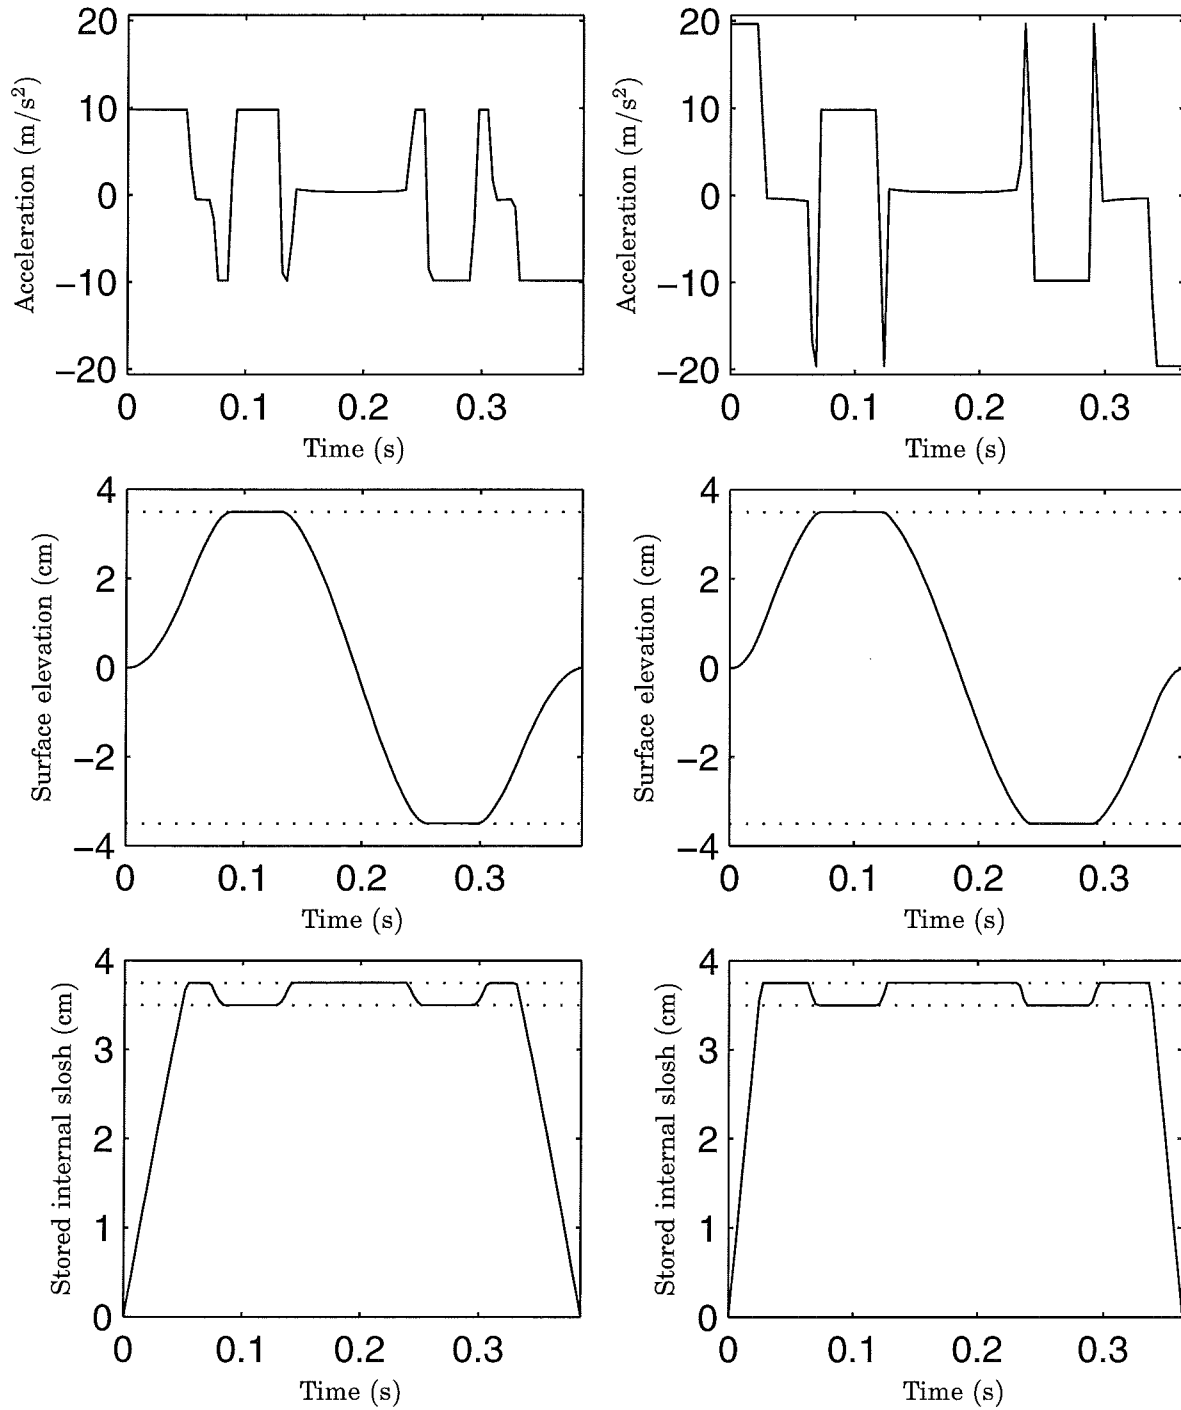 20
10
0
−10
−20
Acceleration (m/s²)
0 0.1 0.2 0.3
Time (s)
20
10
0
−10
−20
Acceleration (m/s²)
0 0.1 0.2 0.3
Time (s)
4
2
0
−2
−4
Surface elevation (cm)
0 0.1 0.2 0.3
Time (s)
4
2
0
−2
−4
Surface elevation (cm)
0 0.1 0.2 0.3
Time (s)
4
3
2
1
0
Stored internal slosh (cm)
0 0.1 0.2 0.3
Time (s)
4
3
2
1
0
Stored internal slosh (cm)
0 0.1 0.2 0.3
Time (s)